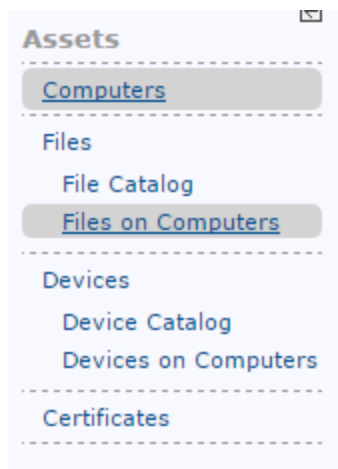 Assets
Computers
Files
File Catalog
Files on Computers
Devices
Device Catalog
Devices on Computers
Certificates